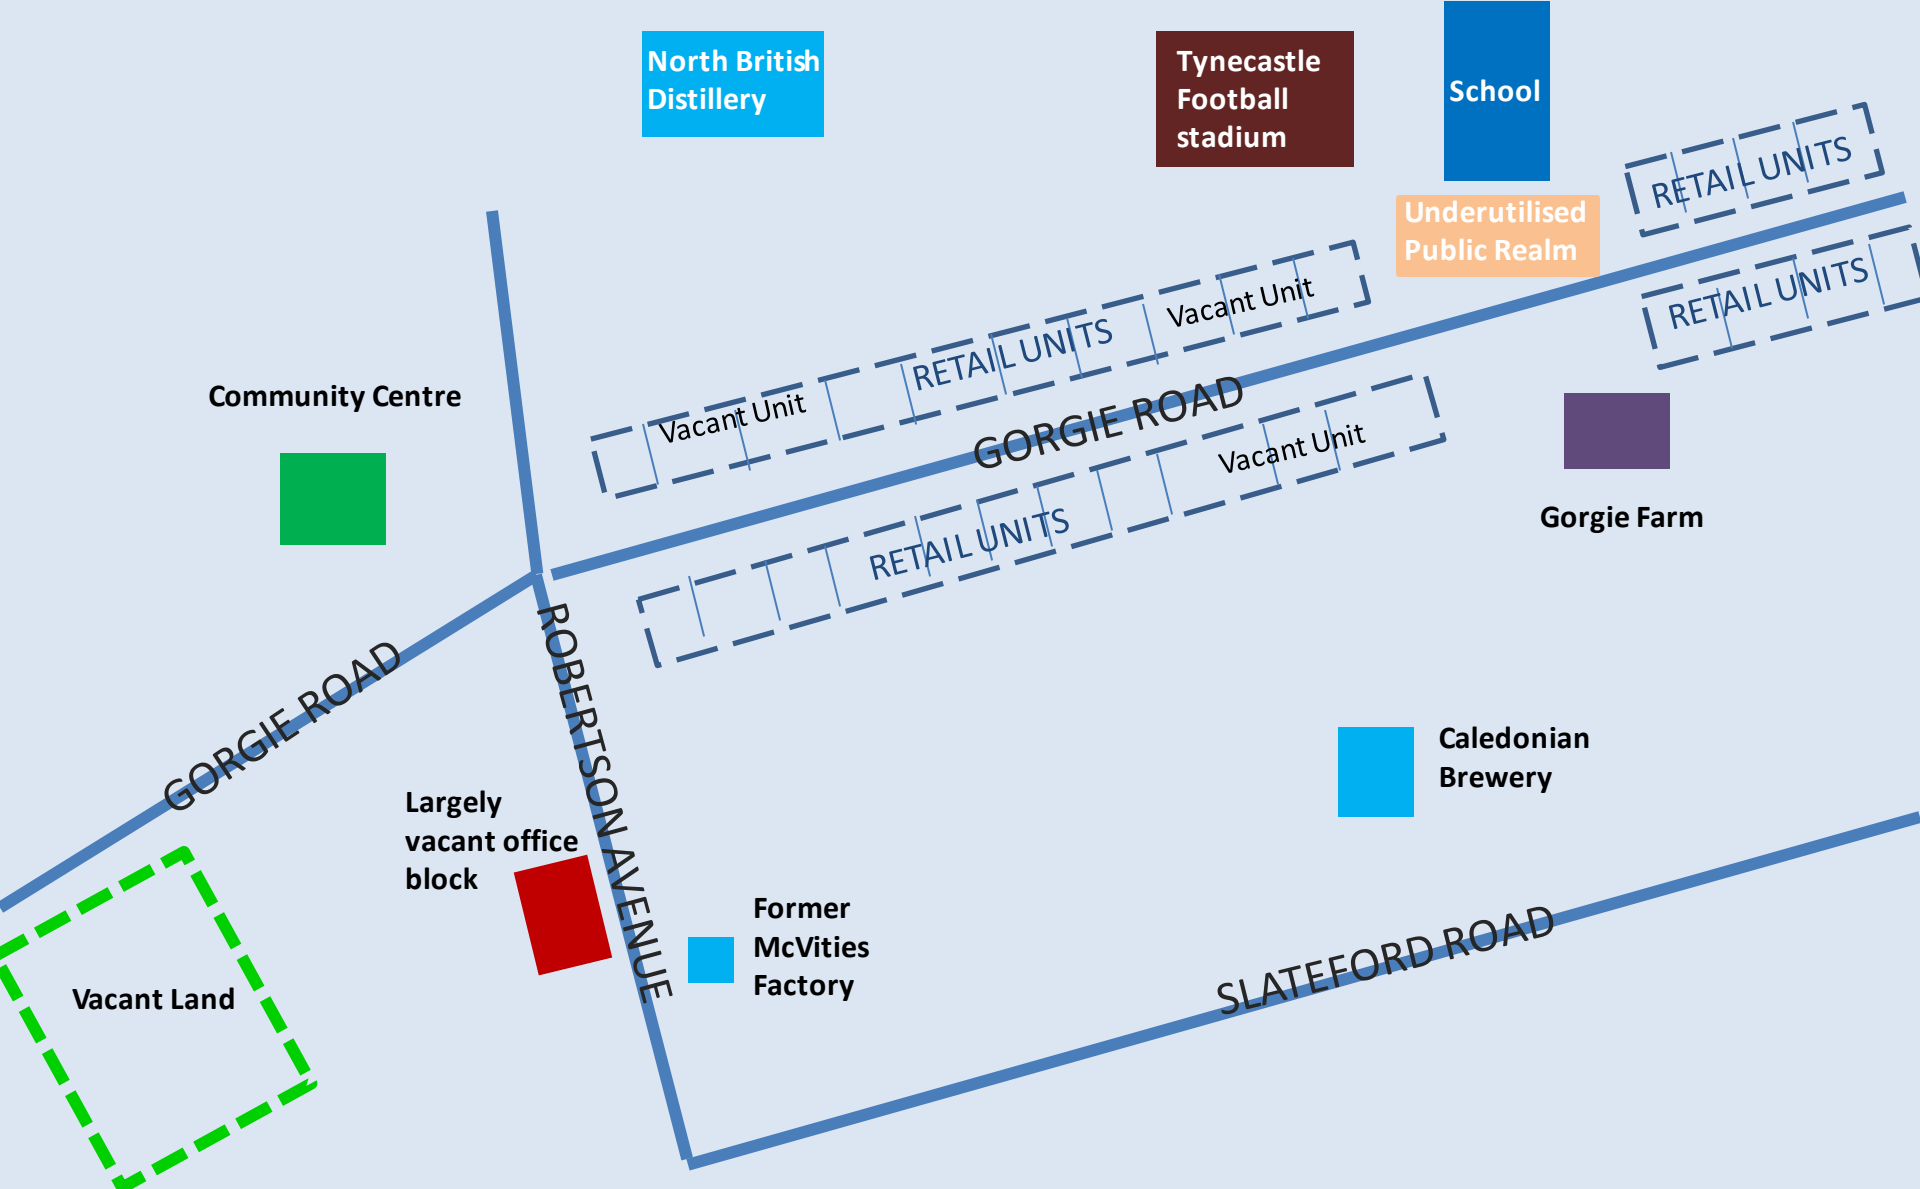 North British
Distillery
Tynecastle
Football
stadium
School
Underutilised
Public Realm
RETAIL UNITS
RETAIL UNITS
Vacant Unit
RETAIL UNITS
Vacant Unit
GORGIE ROAD
Community Centre
Vacant Unit
RETAIL UNITS
Gorgie Farm
GORGIE ROAD
ROBERTSON AVENUE
Caledonian
Brewery
Largely
vacant office
block
Former
McVities
Factory
SLATEFORD ROAD
Vacant Land